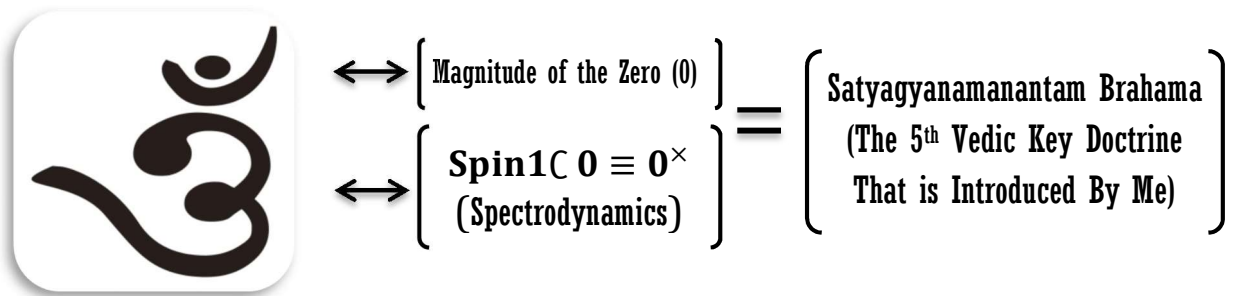 ॐ
↔ [Magnitude of the Zero (0)]
↔ [Spin1C 0 ≡ 0×
(Spectrodynamics)]
=
[Satyagyanamanantam Brahama
(The 5th Vedic Key Doctrine
That is Introduced By Me)]